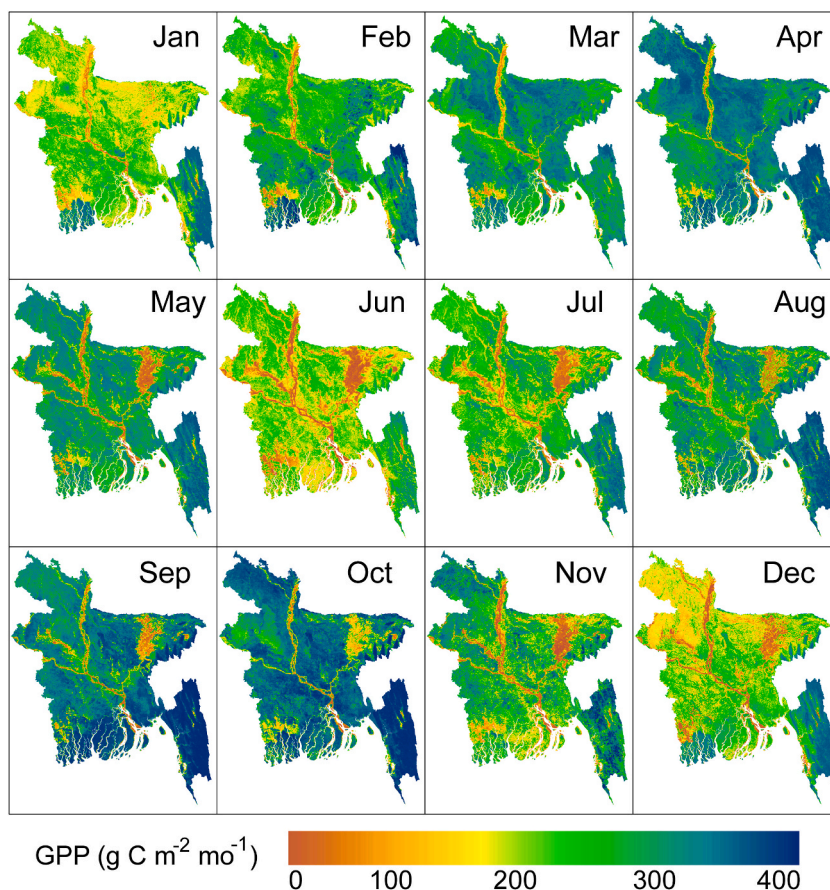 Jan Feb Mar Apr
May Jun Jul Aug
Sep Oct Nov Dec
GPP (g C m⁻² mo⁻¹)
0 100 200 300 400